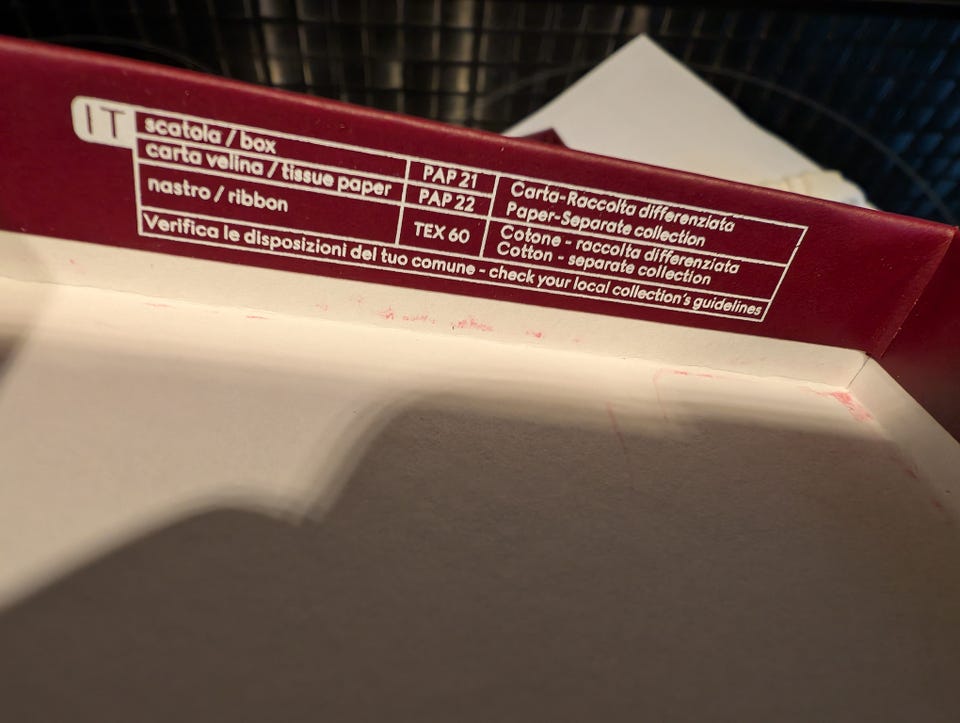 IT
scatola / box
PAP 21
carta velina / tissue paper
PAP 22
Carta-Raccolta differenziata
Paper-Separate collection
nastro / ribbon
TEX 60
Cotone - raccolta differenziata
Cotton - separate collection
Verifica le disposizioni del tuo comune - check your local collection's guidelines